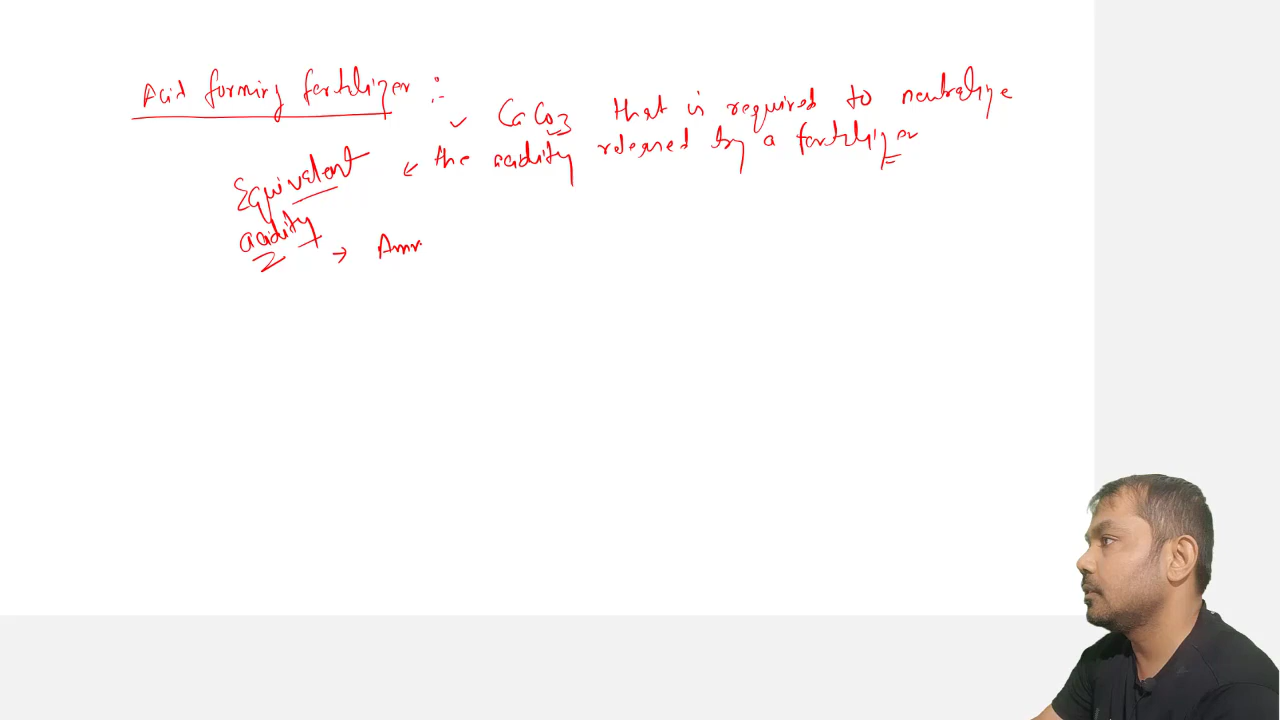 Acid forming fertilizer :-
✓ CaCO3 that is required to neutralize
← the acidity released by a fertilizer
Equivalent
acidity
→ Amm